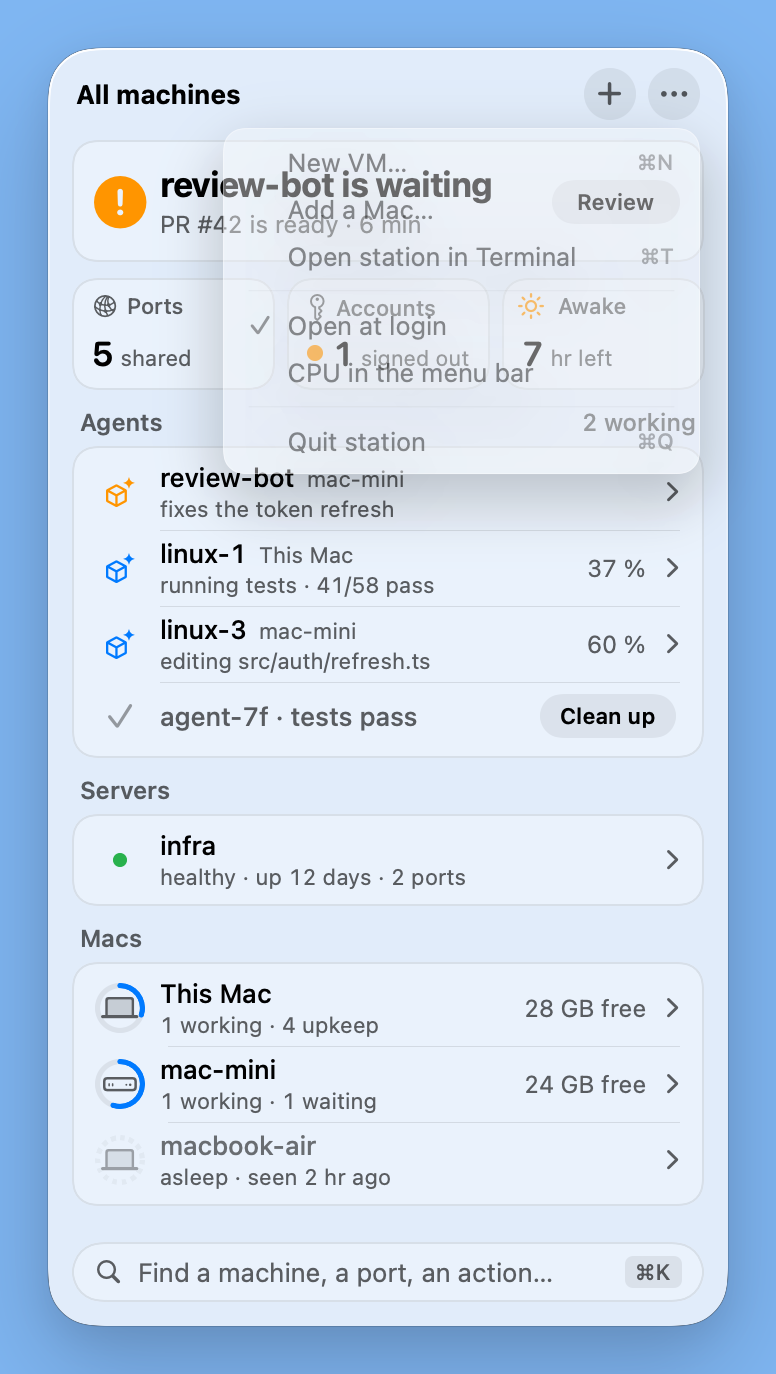 All machines
New VM... ⌘N
review-bot is waiting
Review
Add a Mac...
PR #42 is ready · 6 min
Open station in Terminal ⌘T
Ports
Accounts
Awake
Open at login
5 shared
1 signed out
7 hr left
CPU in the menu bar
Agents
2 working
Quit station ⌘Q
review-bot mac-mini
fixes the token refresh
linux-1 This Mac
37 %
running tests · 41/58 pass
linux-3 mac-mini
60 %
editing src/auth/refresh.ts
agent-7f · tests pass
Clean up
Servers
infra
healthy · up 12 days · 2 ports
Macs
This Mac
28 GB free
1 working · 4 upkeep
mac-mini
24 GB free
1 working · 1 waiting
macbook-air
asleep · seen 2 hr ago
Find a machine, a port, an action... ⌘K